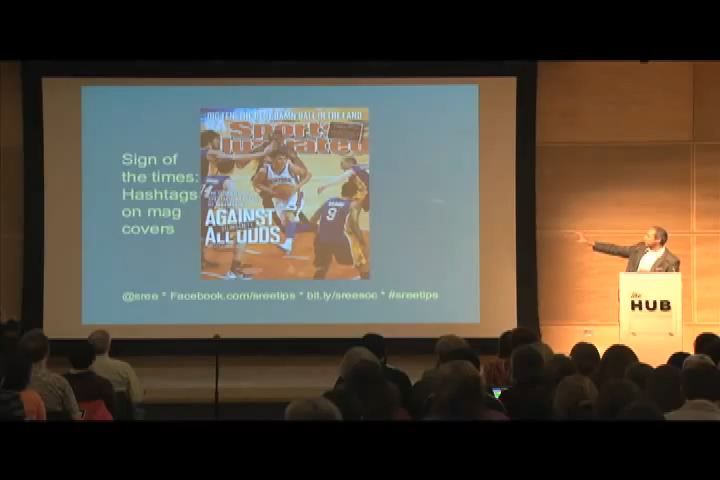 Sign of
the times:
Hashtags
on mag
covers
Sports
Illustrated
AGAINST
ALL ODDS
4
9
@sree * Facebook.com/sreetips * bit.ly/sreesoc * #sreetips
the
HUB